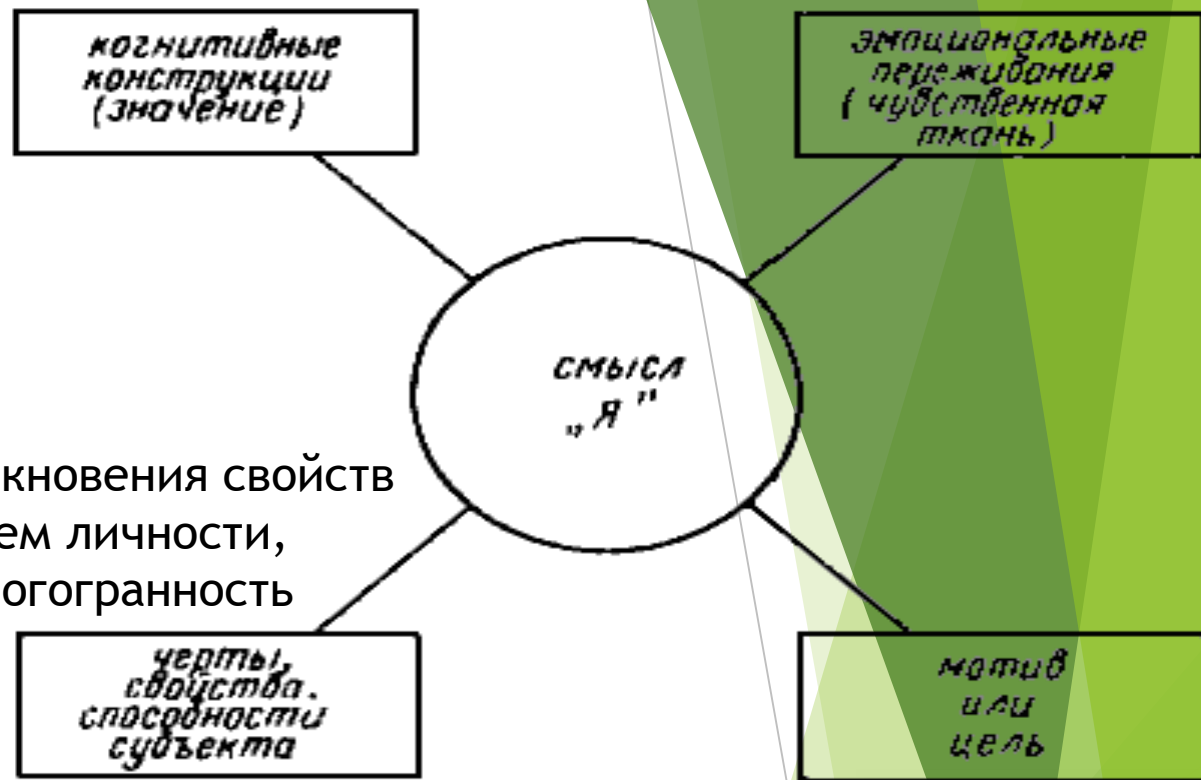 когнитивные
конструкции
(значение)
эмоциональные
переживания
(чувственная
ткань)
смысл
„Я"
кновения свойств
ем личности,
огогранность
черты,
свойства.
способности
субъекта
мотив
или
цель